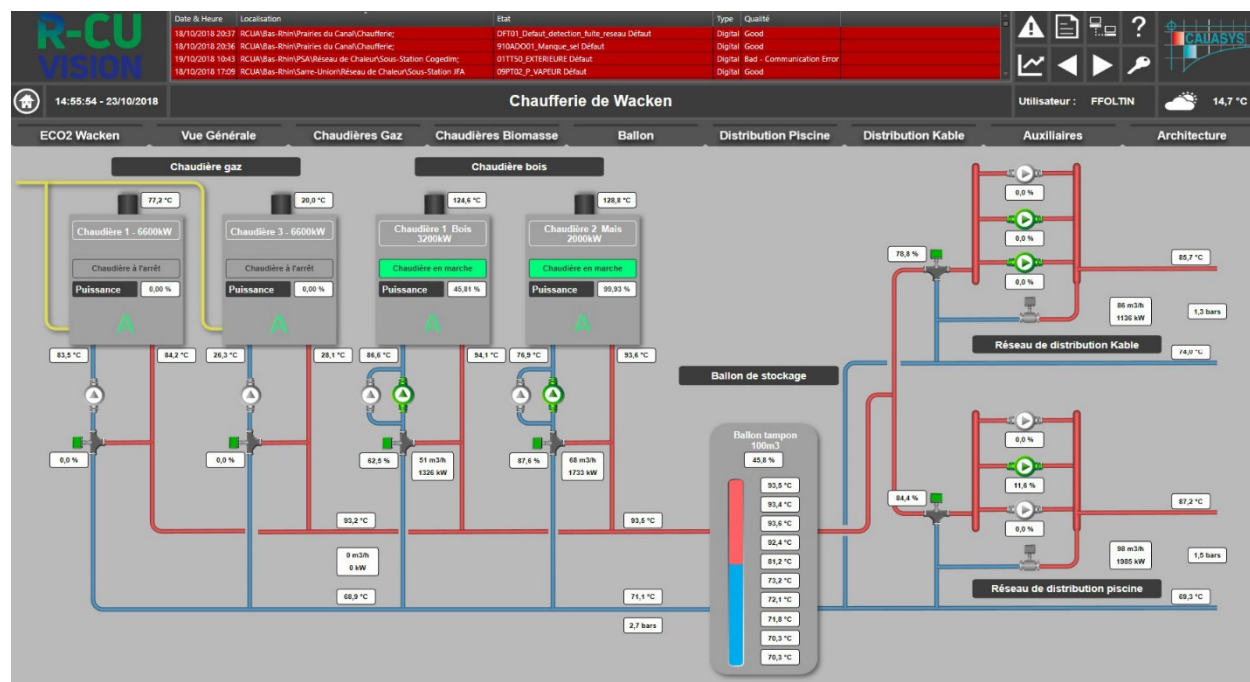 R-CU
VISION
Date & Heure Localisation Etat Type Qualité
18/10/2018 20:37 RCUA\Bas-Rhin\Prairies du Canal\Chaufferie; DFT01_Defaut_detection_fuite_reseau Défaut Digital Good
18/10/2018 20:36 RCUA\Bas-Rhin\Prairies du Canal\Chaufferie; 910ADO01_Manque_sel Défaut Digital Good
19/10/2018 10:43 RCUA\Bas-Rhin\PSA\Réseau de Chaleur\Sous-Station Cogedim; 01TT50_EXTERIEURE Défaut Digital Bad - Communication Error
18/10/2018 17:09 RCUA\Bas-Rhin\Sarre-Union\Réseau de Chaleur\Sous-Station JFA 09PT02_P_VAPEUR Défaut Digital Good
?
CALIASYS
14:55:54 - 23/10/2018
Chaufferie de Wacken
Utilisateur : FFOLTIN
14,7 °C
ECO2 Wacken Vue Générale Chaudières Gaz Chaudières Biomasse Ballon Distribution Piscine Distribution Kable Auxiliaires Architecture
Chaudière gaz
Chaudière bois
77,2 °C
20,0 °C
124,6 °C
128,8 °C
Chaudière 1 - 6600kW
Chaudière à l'arrêt
Puissance 0,00 %
A
Chaudière 3 - 6600kW
Chaudière à l'arrêt
Puissance 0,00 %
A
Chaudière 1 Bois
3200kW
Chaudière en marche
Puissance 45,81 %
A
Chaudière 2 Mais
2000kW
Chaudière en marche
Puissance 99,93 %
A
83,5 °C 84,2 °C 26,3 °C 28,1 °C 86,6 °C 94,1 °C 76,9 °C 93,6 °C
0,0 %
0,0 %
62,5 %
51 m3/h
1326 kW
87,6 %
68 m3/h
1733 kW
93,2 °C
93,5 °C
0 m3/h
0 kW
68,9 °C
71,1 °C
2,7 bars
Ballon de stockage
Ballon tampon
100m3
45,8 %
93,5 °C
93,4 °C
93,6 °C
92,4 °C
81,2 °C
73,2 °C
72,1 °C
71,8 °C
70,3 °C
70,3 °C
0,0 %
0,0 %
0,0 %
78,8 %
85,7 °C
86 m3/h
1136 kW
1,3 bars
Réseau de distribution Kable
74,0 °C
0,0 %
11,6 %
0,0 %
84,4 %
87,2 °C
98 m3/h
1985 kW
1,5 bars
Réseau de distribution piscine
69,3 °C